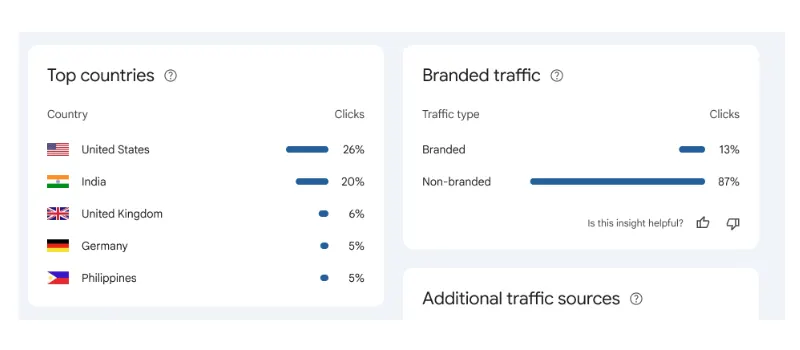 Top countries
Country Clicks
United States 26%
India 20%
United Kingdom 6%
Germany 5%
Philippines 5%
Branded traffic
Traffic type Clicks
Branded 13%
Non-branded 87%
Is this insight helpful?
Additional traffic sources